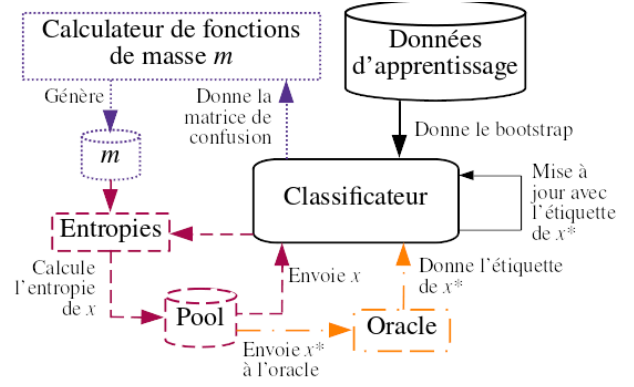 Calculateur de fonctions
de masse m
Données
d'apprentissage
Génère
Donne la
matrice de
confusion
Donne le bootstrap
m
Classificateur
Mise à
jour avec
l'étiquette
de x*
Entropies
Calcule
l'entropie
de x
Envoie x
Donne l'étiquette
de x*
Pool
Oracle
Envoie x*
à l'oracle